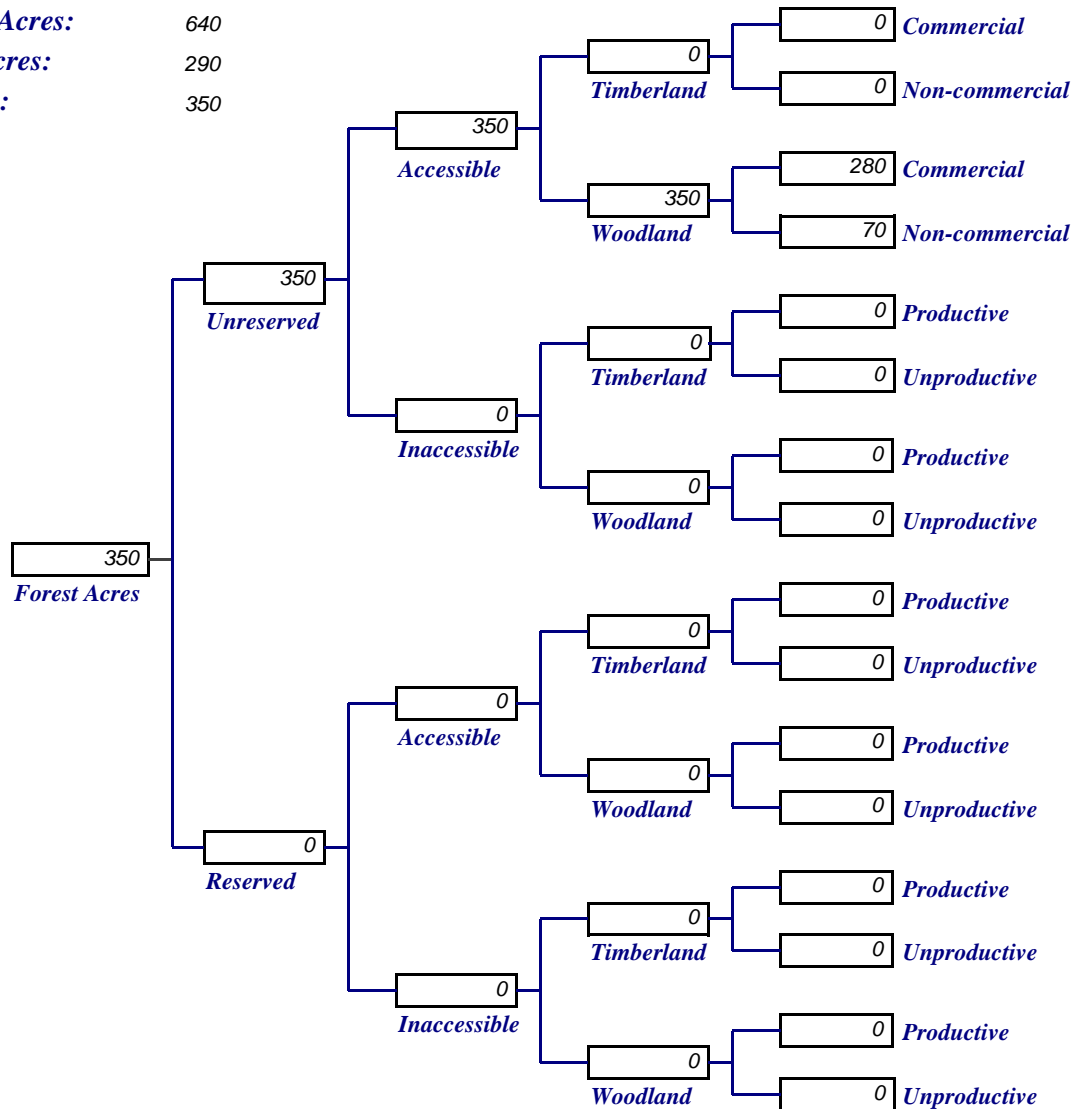 Acres: 640
cres: 290
: 350
0 Commercial
0
Timberland
0 Non-commercial
350
Accessible
280 Commercial
350
Woodland
70 Non-commercial
350
Unreserved
0 Productive
0
Timberland
0 Unproductive
0
Inaccessible
0 Productive
0
Woodland
0 Unproductive
350
Forest Acres
0 Productive
0
Timberland
0 Unproductive
0
Accessible
0 Productive
0
Woodland
0 Unproductive
0
Reserved
0 Productive
0
Timberland
0 Unproductive
0
Inaccessible
0 Productive
0
Woodland
0 Unproductive